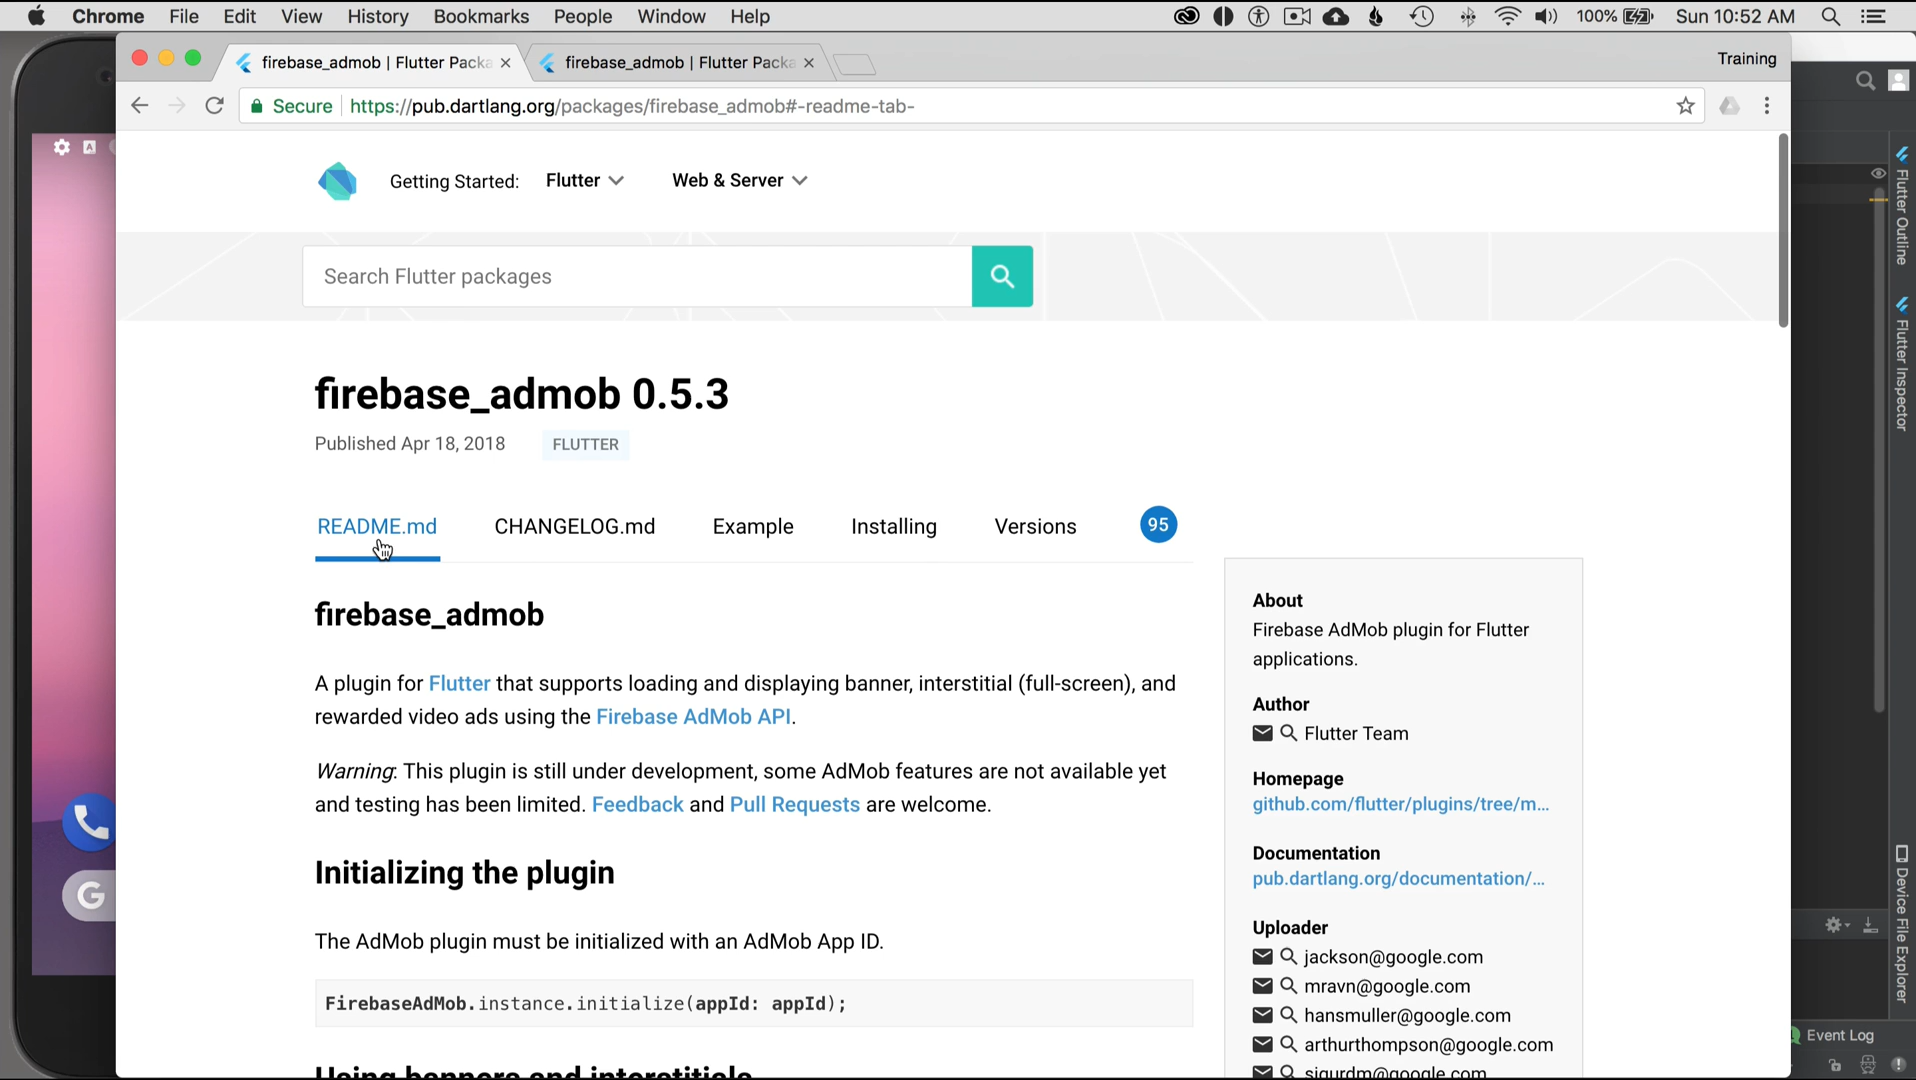 Chrome File Edit View History Bookmarks People Window Help 100% Sun 10:52 AM
firebase_admob | Flutter Packa
firebase_admob | Flutter Packa
Training
Secure https://pub.dartlang.org/packages/firebase_admob#-readme-tab-
Getting Started: Flutter Web & Server
Search Flutter packages
firebase_admob 0.5.3
Published Apr 18, 2018 FLUTTER
README.md CHANGELOG.md Example Installing Versions 95
firebase_admob
A plugin for Flutter that supports loading and displaying banner, interstitial (full-screen), and
rewarded video ads using the Firebase AdMob API.
Warning: This plugin is still under development, some AdMob features are not available yet
and testing has been limited. Feedback and Pull Requests are welcome.
Initializing the plugin
The AdMob plugin must be initialized with an AdMob App ID.
FirebaseAdMob.instance.initialize(appId: appId);
Using banners and interstitials
About
Firebase AdMob plugin for Flutter
applications.
Author
Flutter Team
Homepage
github.com/flutter/plugins/tree/m...
Documentation
pub.dartlang.org/documentation/...
Uploader
jackson@google.com
mravn@google.com
hansmuller@google.com
arthurthompson@google.com
sigurdm@google.com
Flutter Outline
Flutter Inspector
Device File Explorer
Event Log
A
G